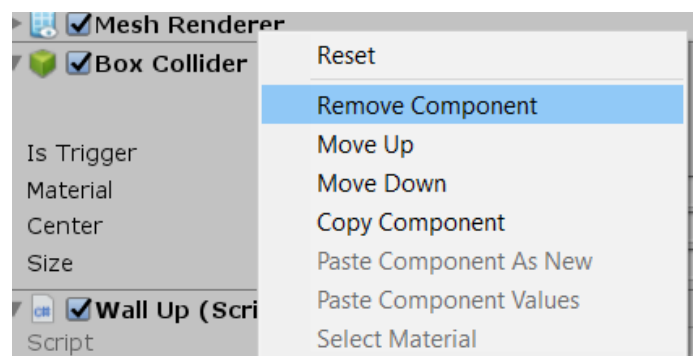 Mesh Renderer
Box Collider
Is Trigger
Material
Center
Size
c#
Wall Up (Scri
Script
Reset
Remove Component
Move Up
Move Down
Copy Component
Paste Component As New
Paste Component Values
Select Material